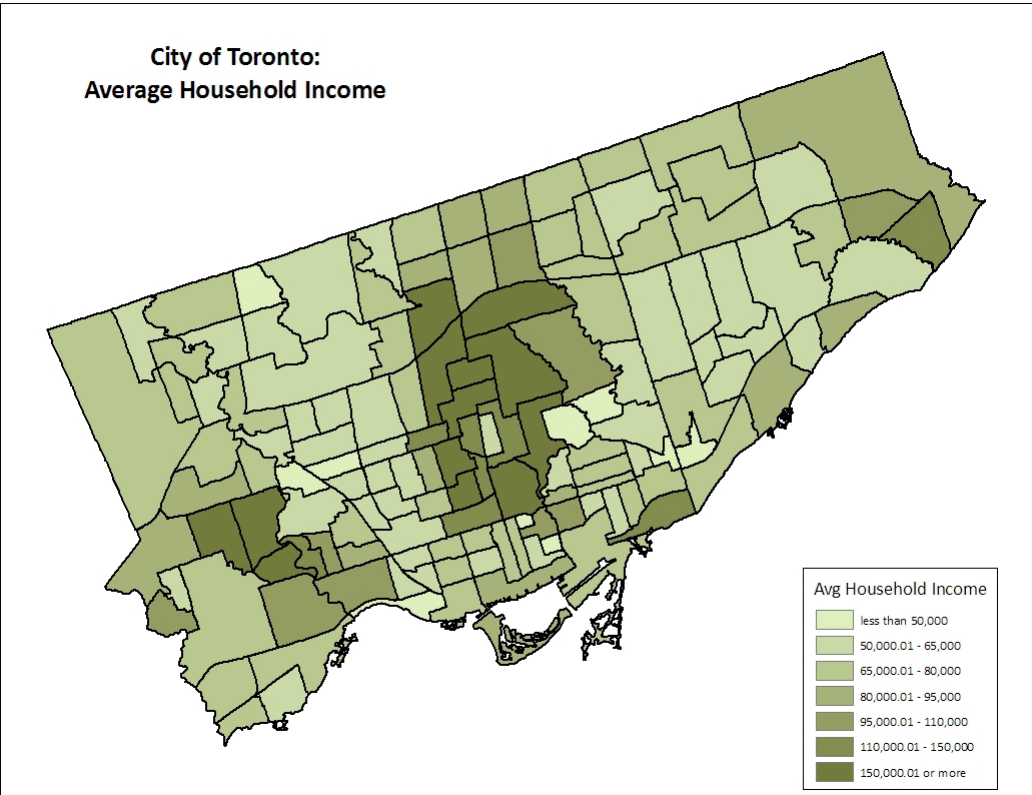 City of Toronto:
Average Household Income
Avg Household Income
less than 50,000
50,000.01 - 65,000
65,000.01 - 80,000
80,000.01 - 95,000
95,000.01 - 110,000
110,000.01 - 150,000
150,000.01 or more